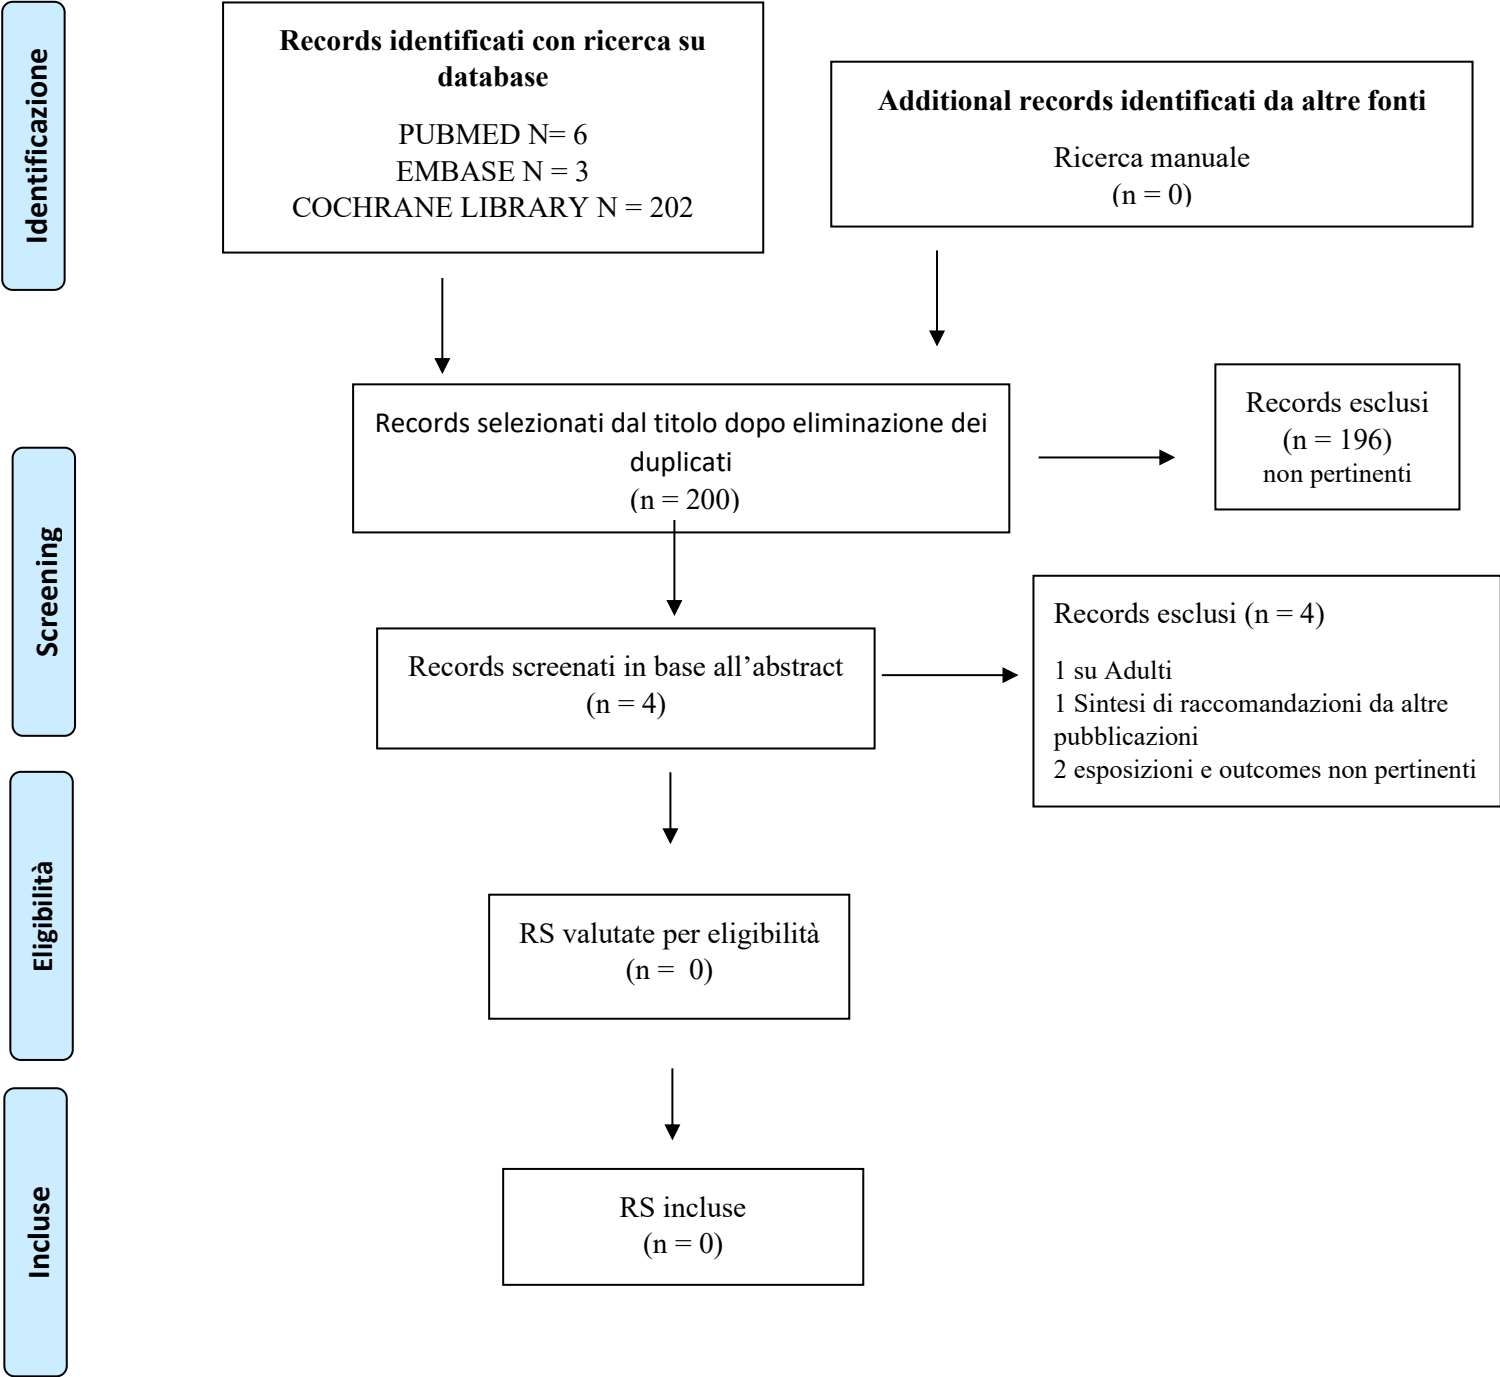 Identificazione
Records identificati con ricerca su
database
PUBMED N= 6
EMBASE N = 3
COCHRANE LIBRARY N = 202
Additional records identificati da altre fonti
Ricerca manuale
(n = 0)
Screening
Records selezionati dal titolo dopo eliminazione dei
duplicati
(n = 200)
Records esclusi
(n = 196)
non pertinenti
Records screenati in base all’abstract
(n = 4)
Records esclusi (n = 4)
1 su Adulti
1 Sintesi di raccomandazioni da altre
pubblicazioni
2 esposizioni e outcomes non pertinenti
Eligibilità
RS valutate per eligibilità
(n =  0)
Incluse
RS incluse
(n = 0)